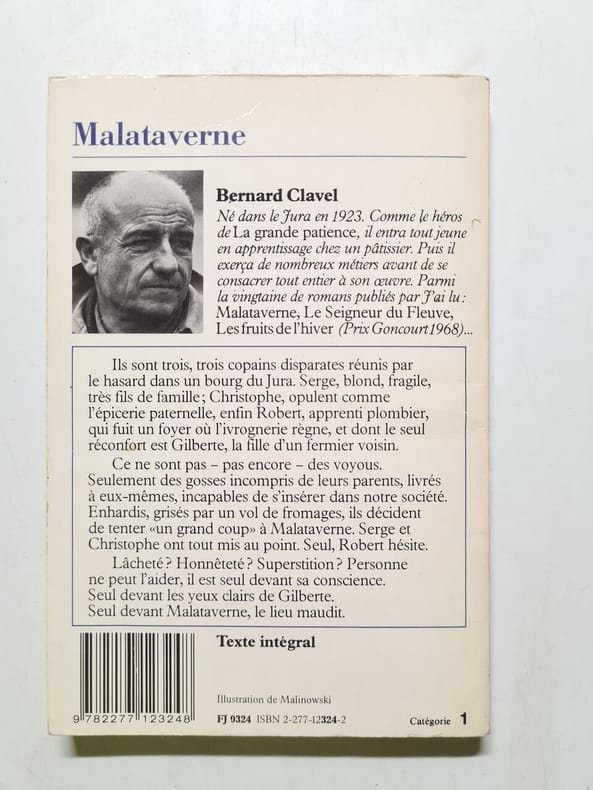 Malataverne
Bernard Clavel
Né dans le Jura en 1923. Comme le héros
de La grande patience, il entra tout jeune
en apprentissage chez un pâtissier. Puis il
exerça de nombreux métiers avant de se
consacrer tout entier à son œuvre. Parmi
la vingtaine de romans publiés par J'ai lu :
Malataverne, Le Seigneur du Fleuve,
Les fruits de l'hiver (Prix Goncourt 1968)...
Ils sont trois, trois copains disparates réunis par
le hasard dans un bourg du Jura. Serge, blond, fragile,
très fils de famille ; Christophe, opulent comme
l'épicerie paternelle, enfin Robert, apprenti plombier,
qui fuit un foyer où l'ivrognerie règne, et dont le seul
réconfort est Gilberte, la fille d'un fermier voisin.
Ce ne sont pas – pas encore – des voyous.
Seulement des gosses incompris de leurs parents, livrés
à eux-mêmes, incapables de s'insérer dans notre société.
Enhardis, grisés par un vol de fromages, ils décident
de tenter «un grand coup» à Malataverne. Serge et
Christophe ont tout mis au point. Seul, Robert hésite.
Lâcheté ? Honnêteté ? Superstition ? Personne
ne peut l'aider, il est seul devant sa conscience.
Seul devant les yeux clairs de Gilberte.
Seul devant Malataverne, le lieu maudit.
Texte intégral
Illustration de Malinowski
9 782277 123248
FJ 9324 ISBN 2-277-12324-2
Catégorie 1